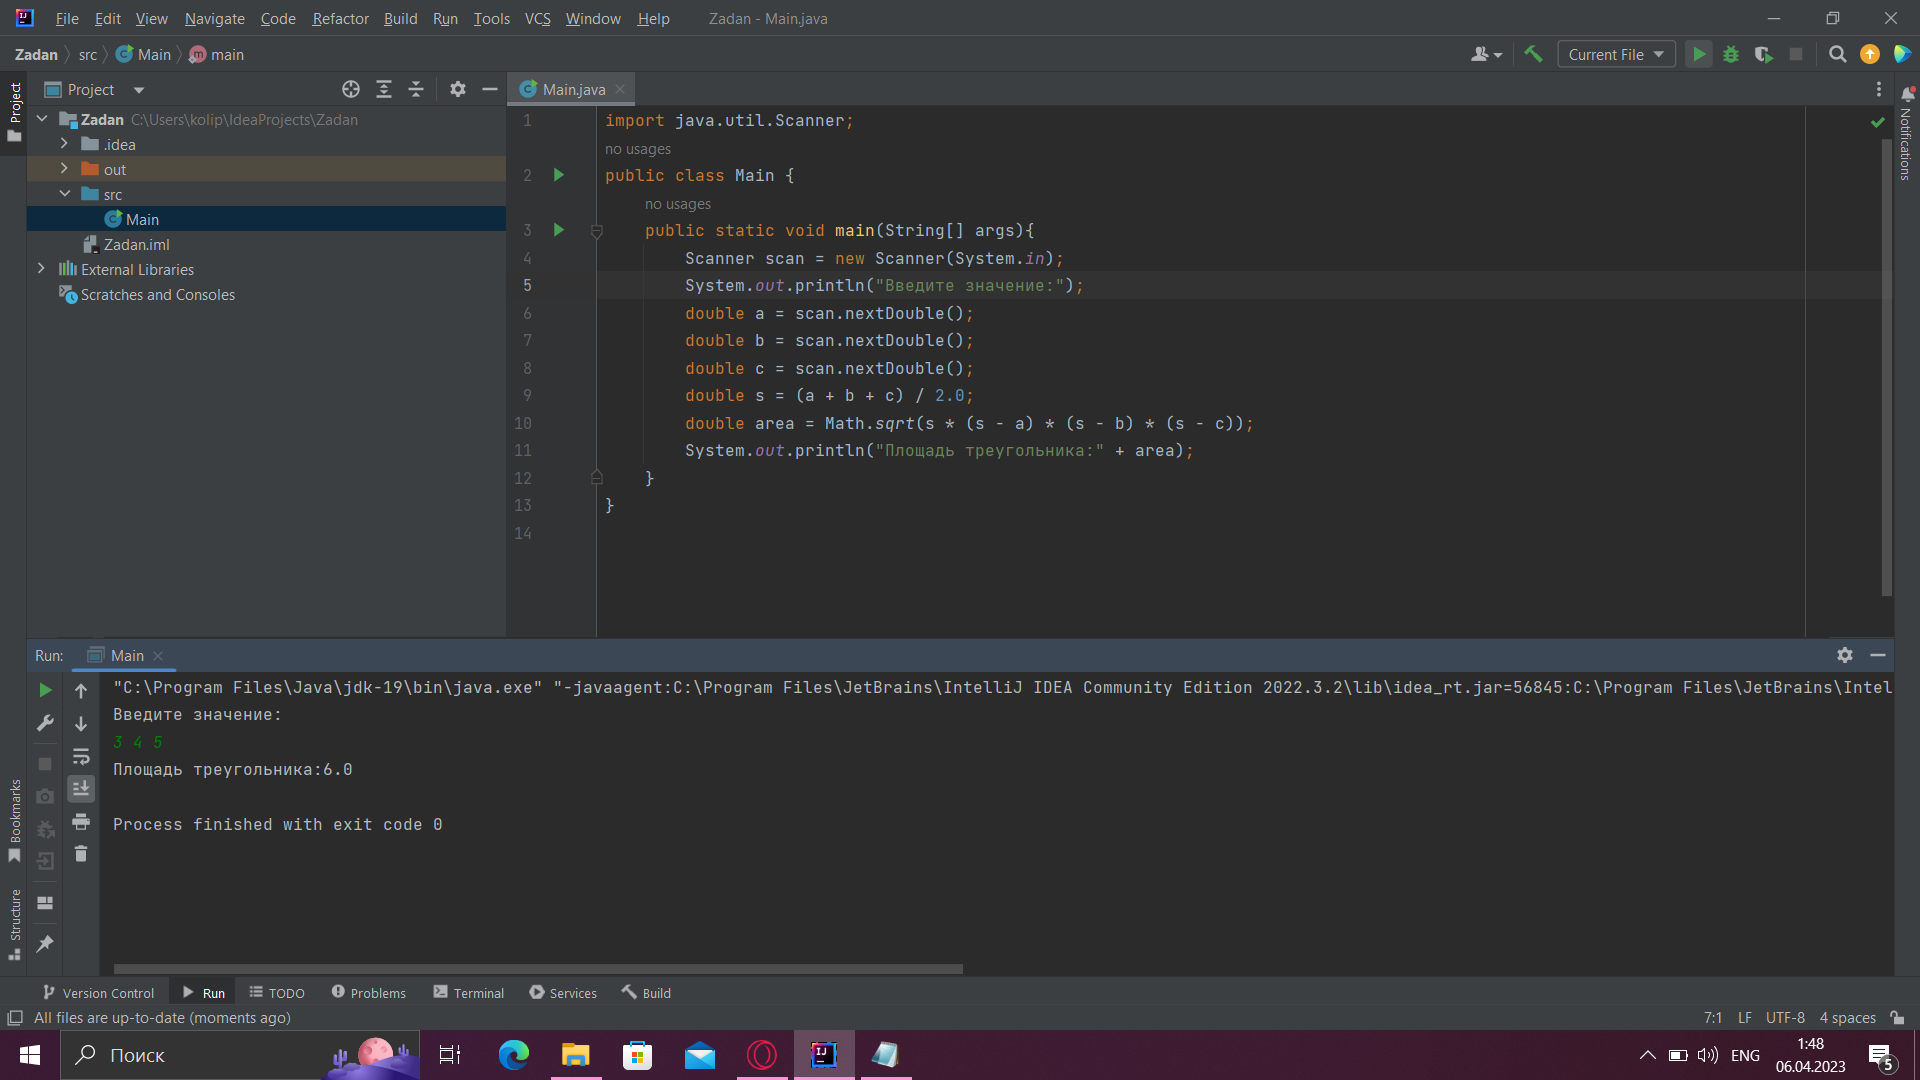 File Edit View Navigate Code Refactor Build Run Tools VCS Window Help Zadan - Main.java
Zadan src Main main
Current File
Project
Project
Main.java
Notifications
Zadan C:\Users\kolip\IdeaProjects\Zadan
.idea
out
src
Main
Zadan.iml
External Libraries
Scratches and Consoles
1 import java.util.Scanner;
no usages
2 public class Main {
no usages
3 public static void main(String[] args){
4 Scanner scan = new Scanner(System.in);
5 System.out.println("Введите значение:");
6 double a = scan.nextDouble();
7 double b = scan.nextDouble();
8 double c = scan.nextDouble();
9 double s = (a + b + c) / 2.0;
10 double area = Math.sqrt(s * (s - a) * (s - b) * (s - c));
11 System.out.println("Площадь треугольника:" + area);
12 }
13 }
14
Run: Main
"C:\Program Files\Java\jdk-19\bin\java.exe" "-javaagent:C:\Program Files\JetBrains\IntelliJ IDEA Community Edition 2022.3.2\lib\idea_rt.jar=56845:C:\Program Files\JetBrains\Intel
Введите значение:
3 4 5
Площадь треугольника:6.0
Process finished with exit code 0
Bookmarks
Structure
Version Control Run TODO Problems Terminal Services Build
All files are up-to-date (moments ago)
7:1 LF UTF-8 4 spaces
Поиск
ENG
1:48
06.04.2023
5